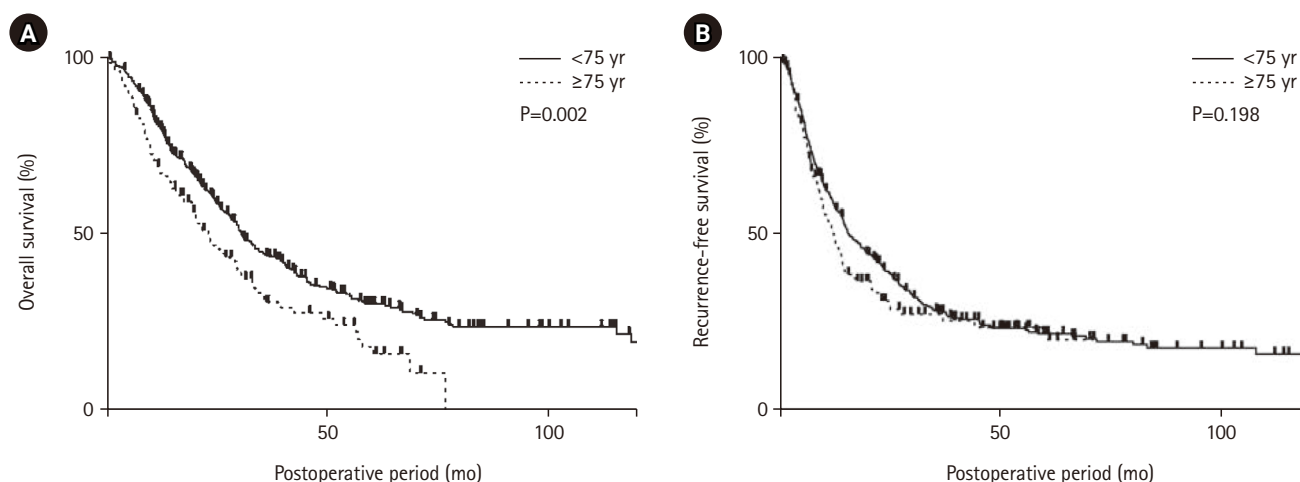 A
100
50
0
50
100
Overall survival (%)
Postoperative period (mo)
<75 yr
≥75 yr
P=0.002
B
100
50
0
50
100
Recurrence-free survival (%)
Postoperative period (mo)
<75 yr
≥75 yr
P=0.198